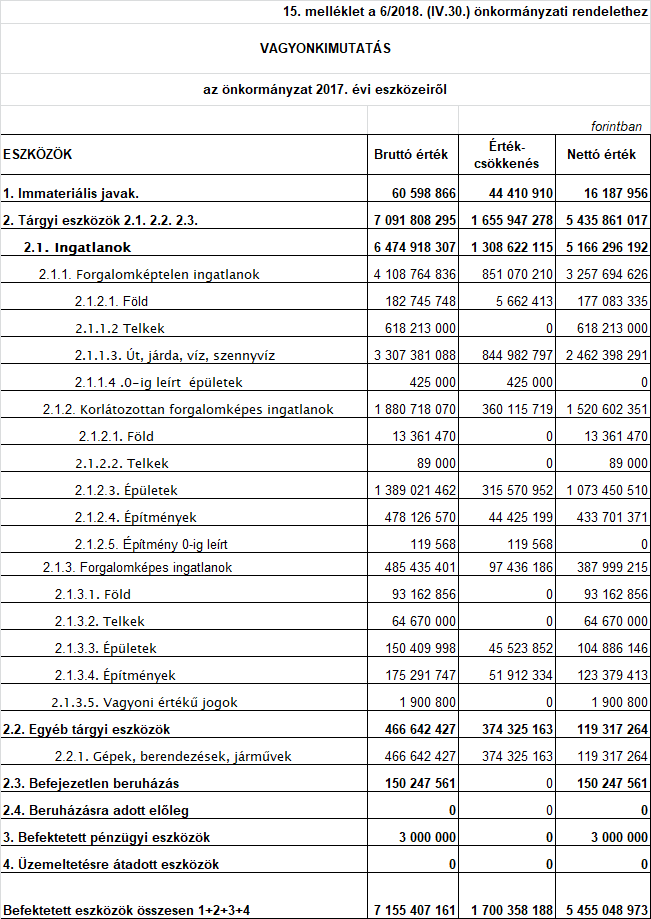 15. melléklet a 6/2018. (IV.30.) önkormányzati rendelethez
VAGYONKIMUTATÁS
az önkormányzat 2017. évi eszközeiről
forintban
ESZKÖZÖK Bruttó érték Érték-csökkenés Nettó érték
1. Immateriális javak. 60 598 866 44 410 910 16 187 956
2. Tárgyi eszközök 2.1. 2.2. 2.3. 7 091 808 295 1 655 947 278 5 435 861 017
2.1. Ingatlanok 6 474 918 307 1 308 622 115 5 166 296 192
2.1.1. Forgalomképtelen ingatlanok 4 108 764 836 851 070 210 3 257 694 626
2.1.2.1. Föld 182 745 748 5 662 413 177 083 335
2.1.1.2 Telkek 618 213 000 0 618 213 000
2.1.1.3. Út, járda, víz, szennyvíz 3 307 381 088 844 982 797 2 462 398 291
2.1.1.4 .0-ig leírt épületek 425 000 425 000 0
2.1.2. Korlátozottan forgalomképes ingatlanok 1 880 718 070 360 115 719 1 520 602 351
2.1.2.1. Föld 13 361 470 0 13 361 470
2.1.2.2. Telkek 89 000 0 89 000
2.1.2.3. Épületek 1 389 021 462 315 570 952 1 073 450 510
2.1.2.4. Építmények 478 126 570 44 425 199 433 701 371
2.1.2.5. Építmény 0-ig leírt 119 568 119 568 0
2.1.3. Forgalomképes ingatlanok 485 435 401 97 436 186 387 999 215
2.1.3.1. Föld 93 162 856 0 93 162 856
2.1.3.2. Telkek 64 670 000 0 64 670 000
2.1.3.3. Épületek 150 409 998 45 523 852 104 886 146
2.1.3.4. Építmények 175 291 747 51 912 334 123 379 413
2.1.3.5. Vagyoni értékű jogok 1 900 800 0 1 900 800
2.2. Egyéb tárgyi eszközök 466 642 427 374 325 163 119 317 264
2.2.1. Gépek, berendezések, járművek 466 642 427 374 325 163 119 317 264
2.3. Befejezetlen beruházás 150 247 561 0 150 247 561
2.4. Beruházásra adott előleg 0 0 0
3. Befektetett pénzügyi eszközök 3 000 000 0 3 000 000
4. Üzemeltetésre átadott eszközök 0 0 0
Befektetett eszközök összesen 1+2+3+4 7 155 407 161 1 700 358 188 5 455 048 973